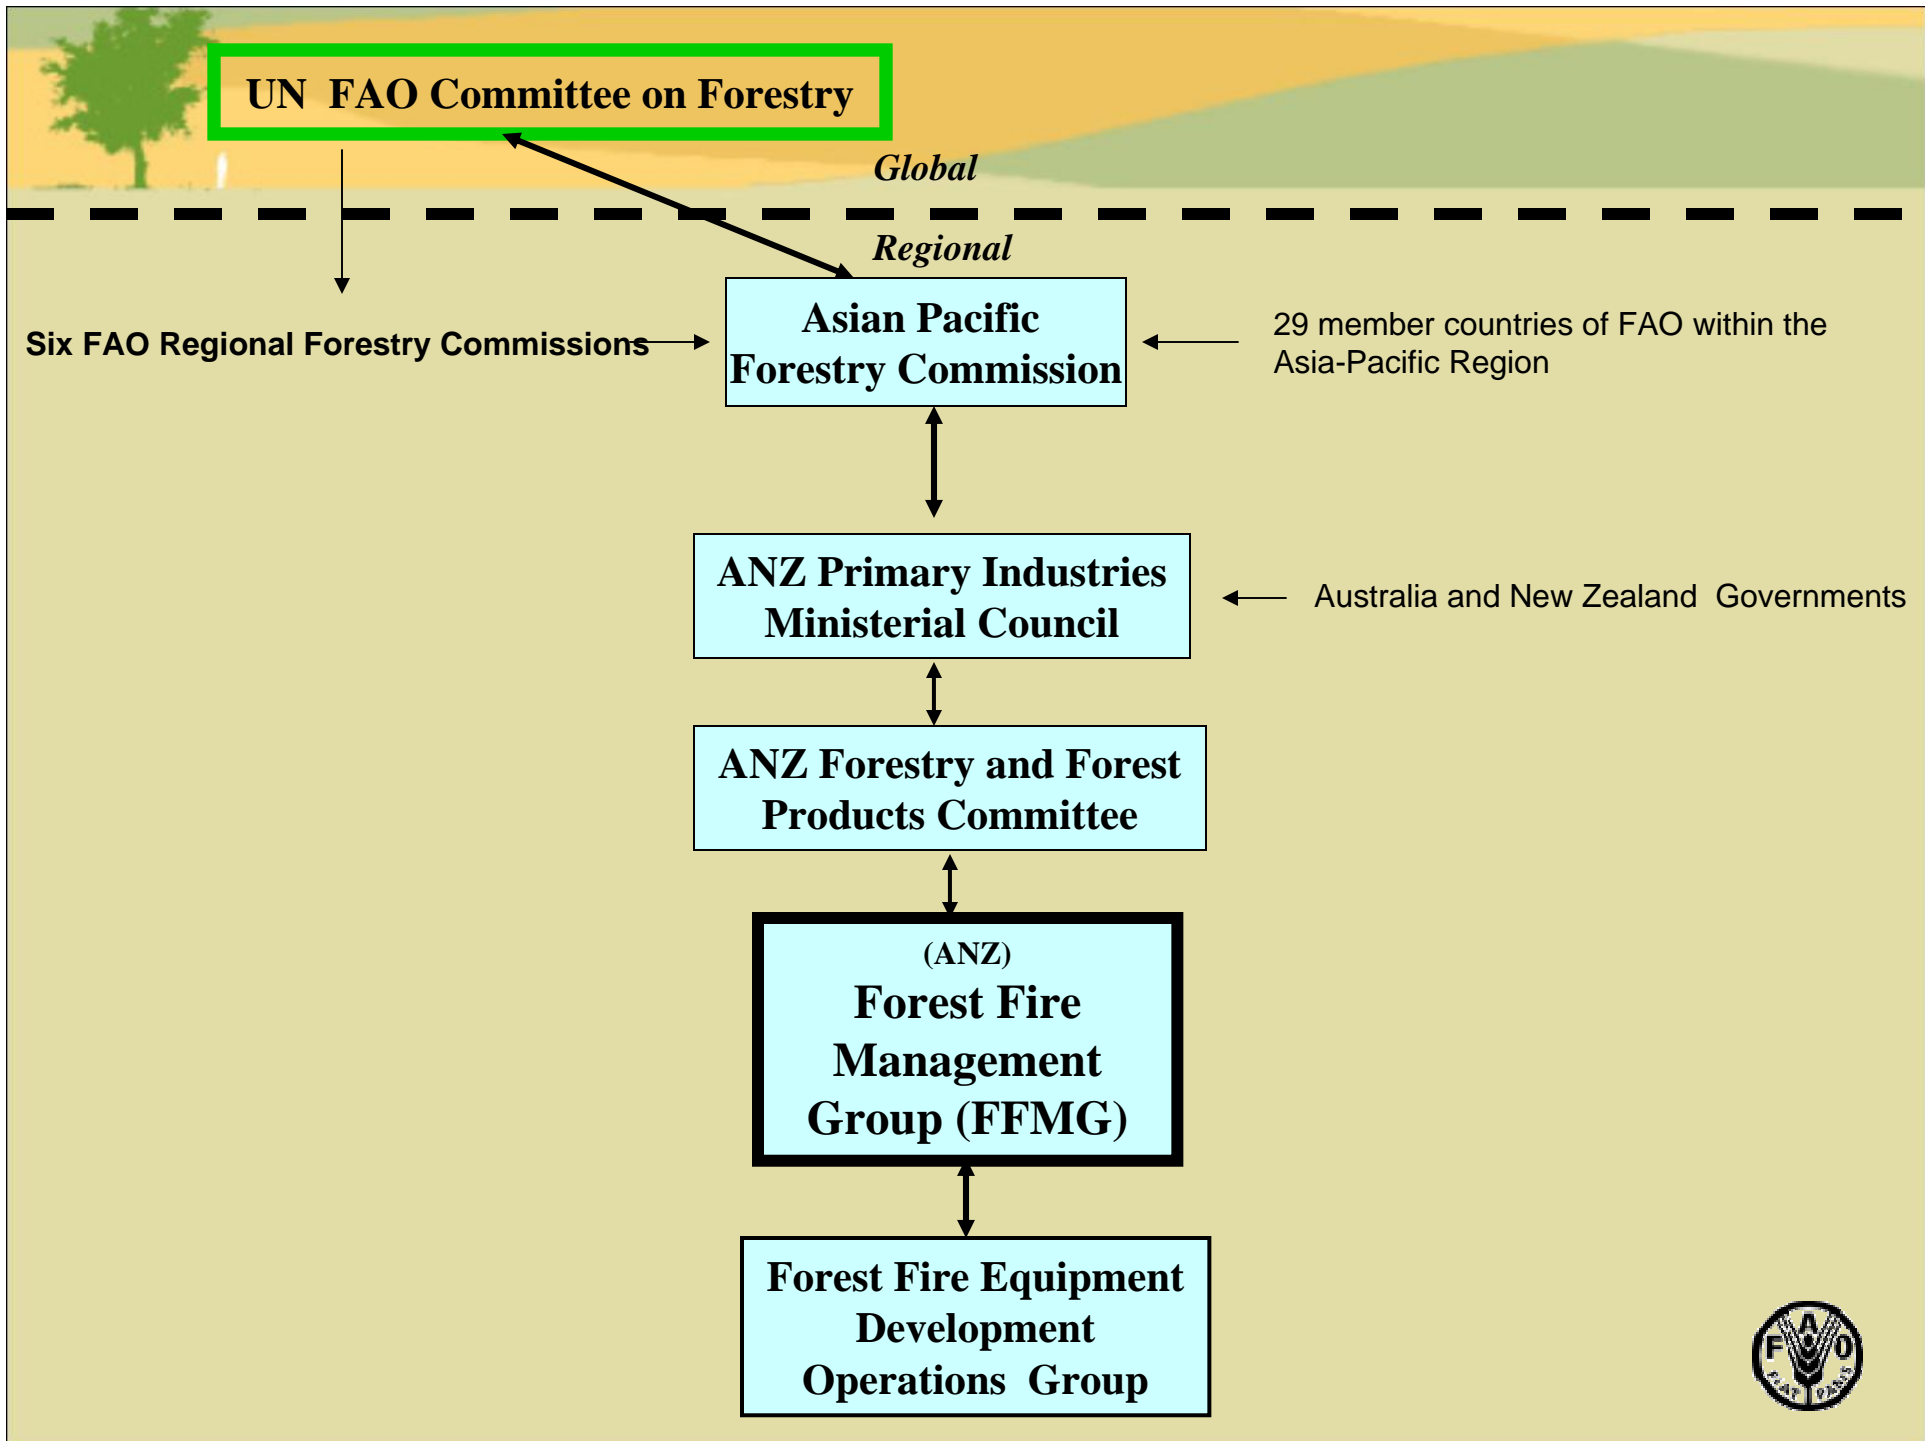 UN  FAO Committee on Forestry
Global
Regional
Asian Pacific
Forestry Commission
Six FAO Regional Forestry Commissions
29 member countries of FAO within the
Asia-Pacific Region
ANZ Primary Industries
Ministerial Council
Australia and New Zealand  Governments
ANZ Forestry and Forest
Products Committee
(ANZ)
Forest Fire
Management
Group (FFMG)
Forest Fire Equipment
Development
Operations  Group
F A O
FIAT PANIS